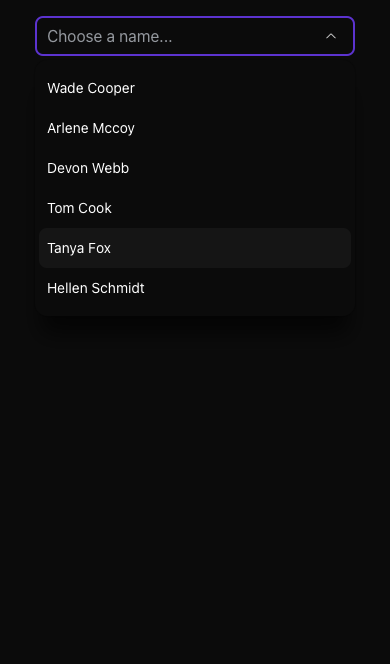 Choose a name...
Wade Cooper
Arlene Mccoy
Devon Webb
Tom Cook
Tanya Fox
Hellen Schmidt